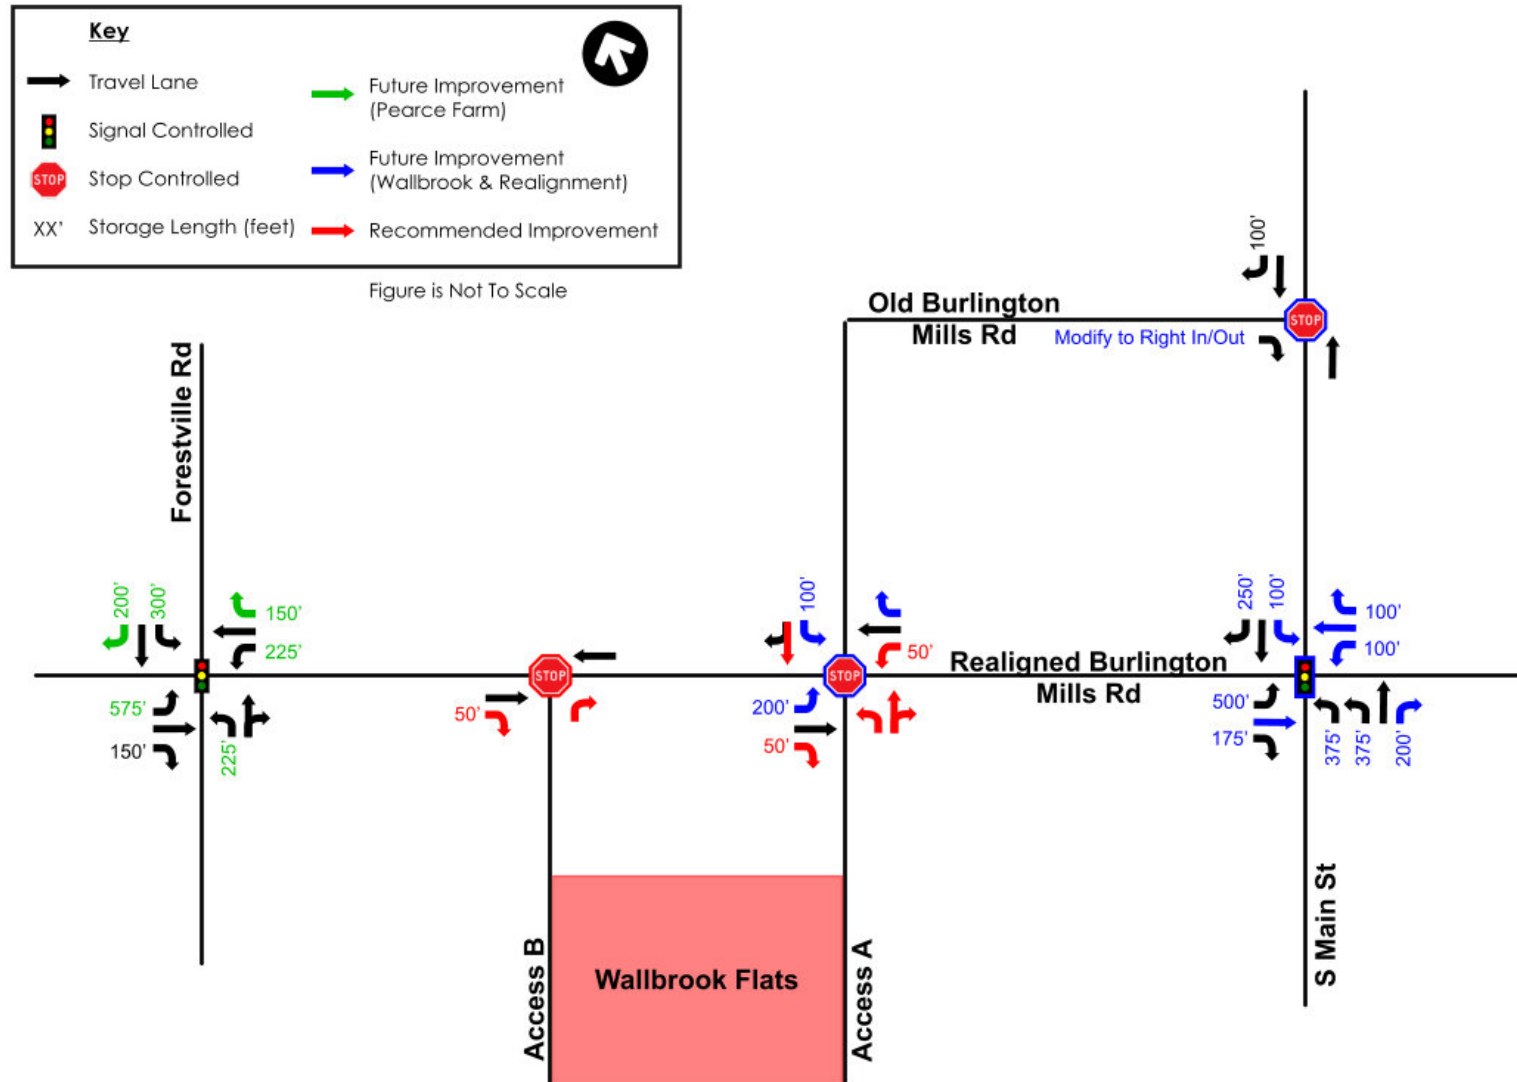 Key
Travel Lane
Signal Controlled
STOP
Stop Controlled
XX'
Storage Length (feet)
Future Improvement
(Pearce Farm)
Future Improvement
(Wallbrook & Realignment)
Recommended Improvement
Figure is Not To Scale
100'
Old Burlington
Mills Rd
Modify to Right In/Out
STOP
Forestville Rd
200'
300'
150'
225'
575'
150'
225'
STOP
50'
100'
50'
STOP
200'
50'
Realigned Burlington
Mills Rd
250'
100'
100'
100'
500'
175'
375'
375'
200'
Access B
Wallbrook Flats
Access A
S Main St